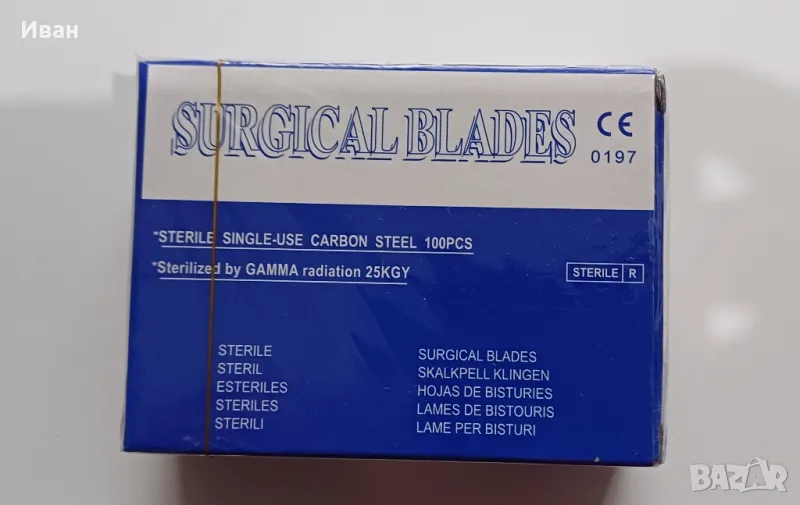 Иван
SURGICAL BLADES
CE
0197
*STERILE SINGLE-USE CARBON STEEL 100PCS
*Sterilized by GAMMA radiation 25KGY
STERILE R
STERILE SURGICAL BLADES
STERIL SKALKPELL KLINGEN
ESTERILES HOJAS DE BISTURIES
STERILES LAMES DE BISTOURIS
STERILI LAME PER BISTURI
BAZAR